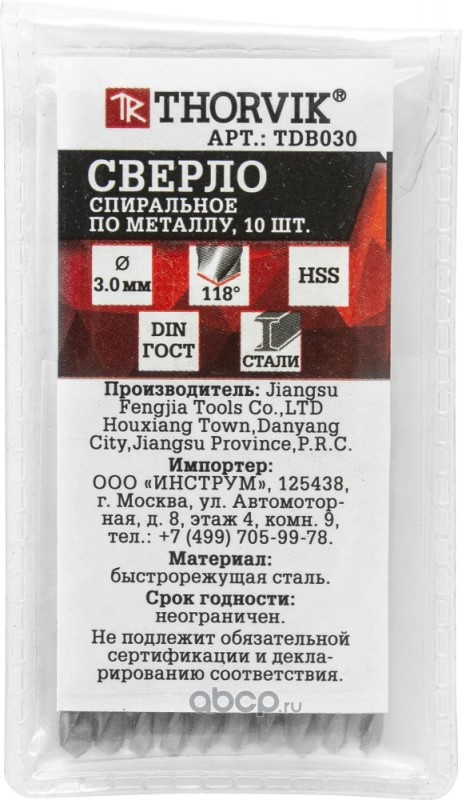 TR THORVIK®
АРТ.: TDB030
СВЕРЛО
СПИРАЛЬНОЕ
ПО МЕТАЛЛУ, 10 ШТ.
Ø
3.0 мм
118°
HSS
DIN
ГОСТ
СТАЛИ
Производитель: Jiangsu
Fengjia Tools Co.,LTD
Houxiang Town,Danyang
City,Jiangsu Province,P.R.C.
Импортер:
ООО «ИНСТРУМ», 125438,
г. Москва, ул. Автомотор-
ная, д. 8, этаж 4, комн. 9,
тел.: +7 (499) 705-99-78.
Материал:
быстрорежущая сталь.
Срок годности:
неограничен.
Не подлежит обязательной
сертификации и декла-
рированию соответствия.
abcp.ru